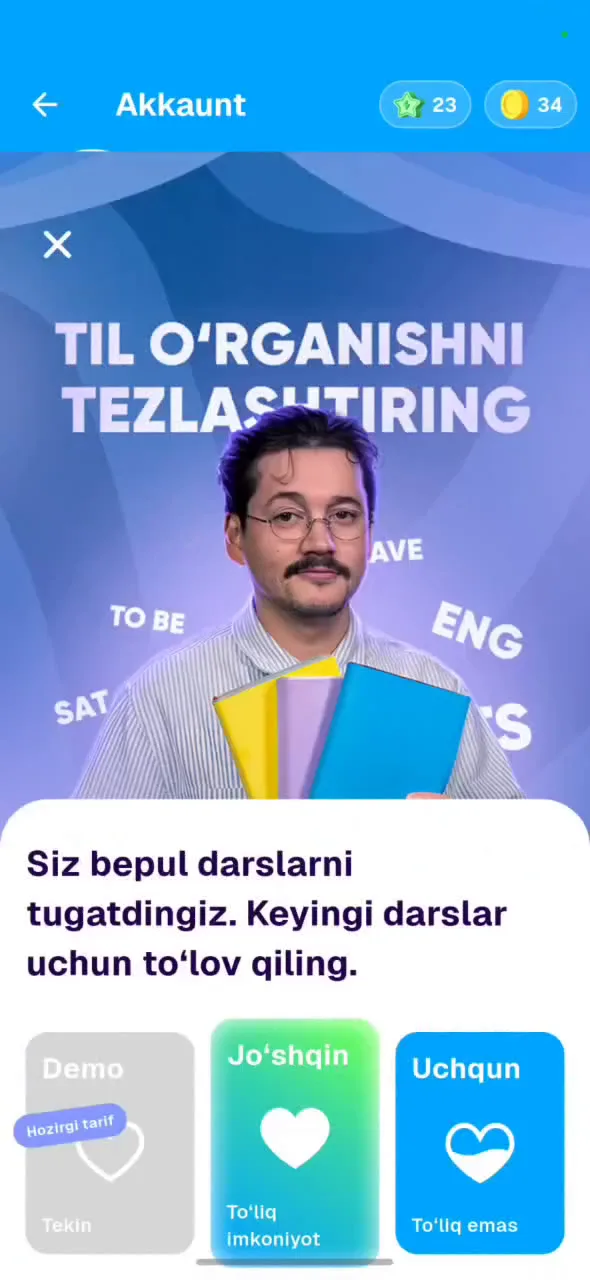 Akkaunt
23
34
TIL O‘RGANISHNI
TEZLASHTIRING
AVE
TO BE
ENG
SAT
Siz bepul darslarni
tugatdingiz. Keyingi darslar
uchun to‘lov qiling.
Demo
Jo‘shqin
Uchqun
Hozirgi tarif
Tekin
To‘liq
imkoniyot
To‘liq emas